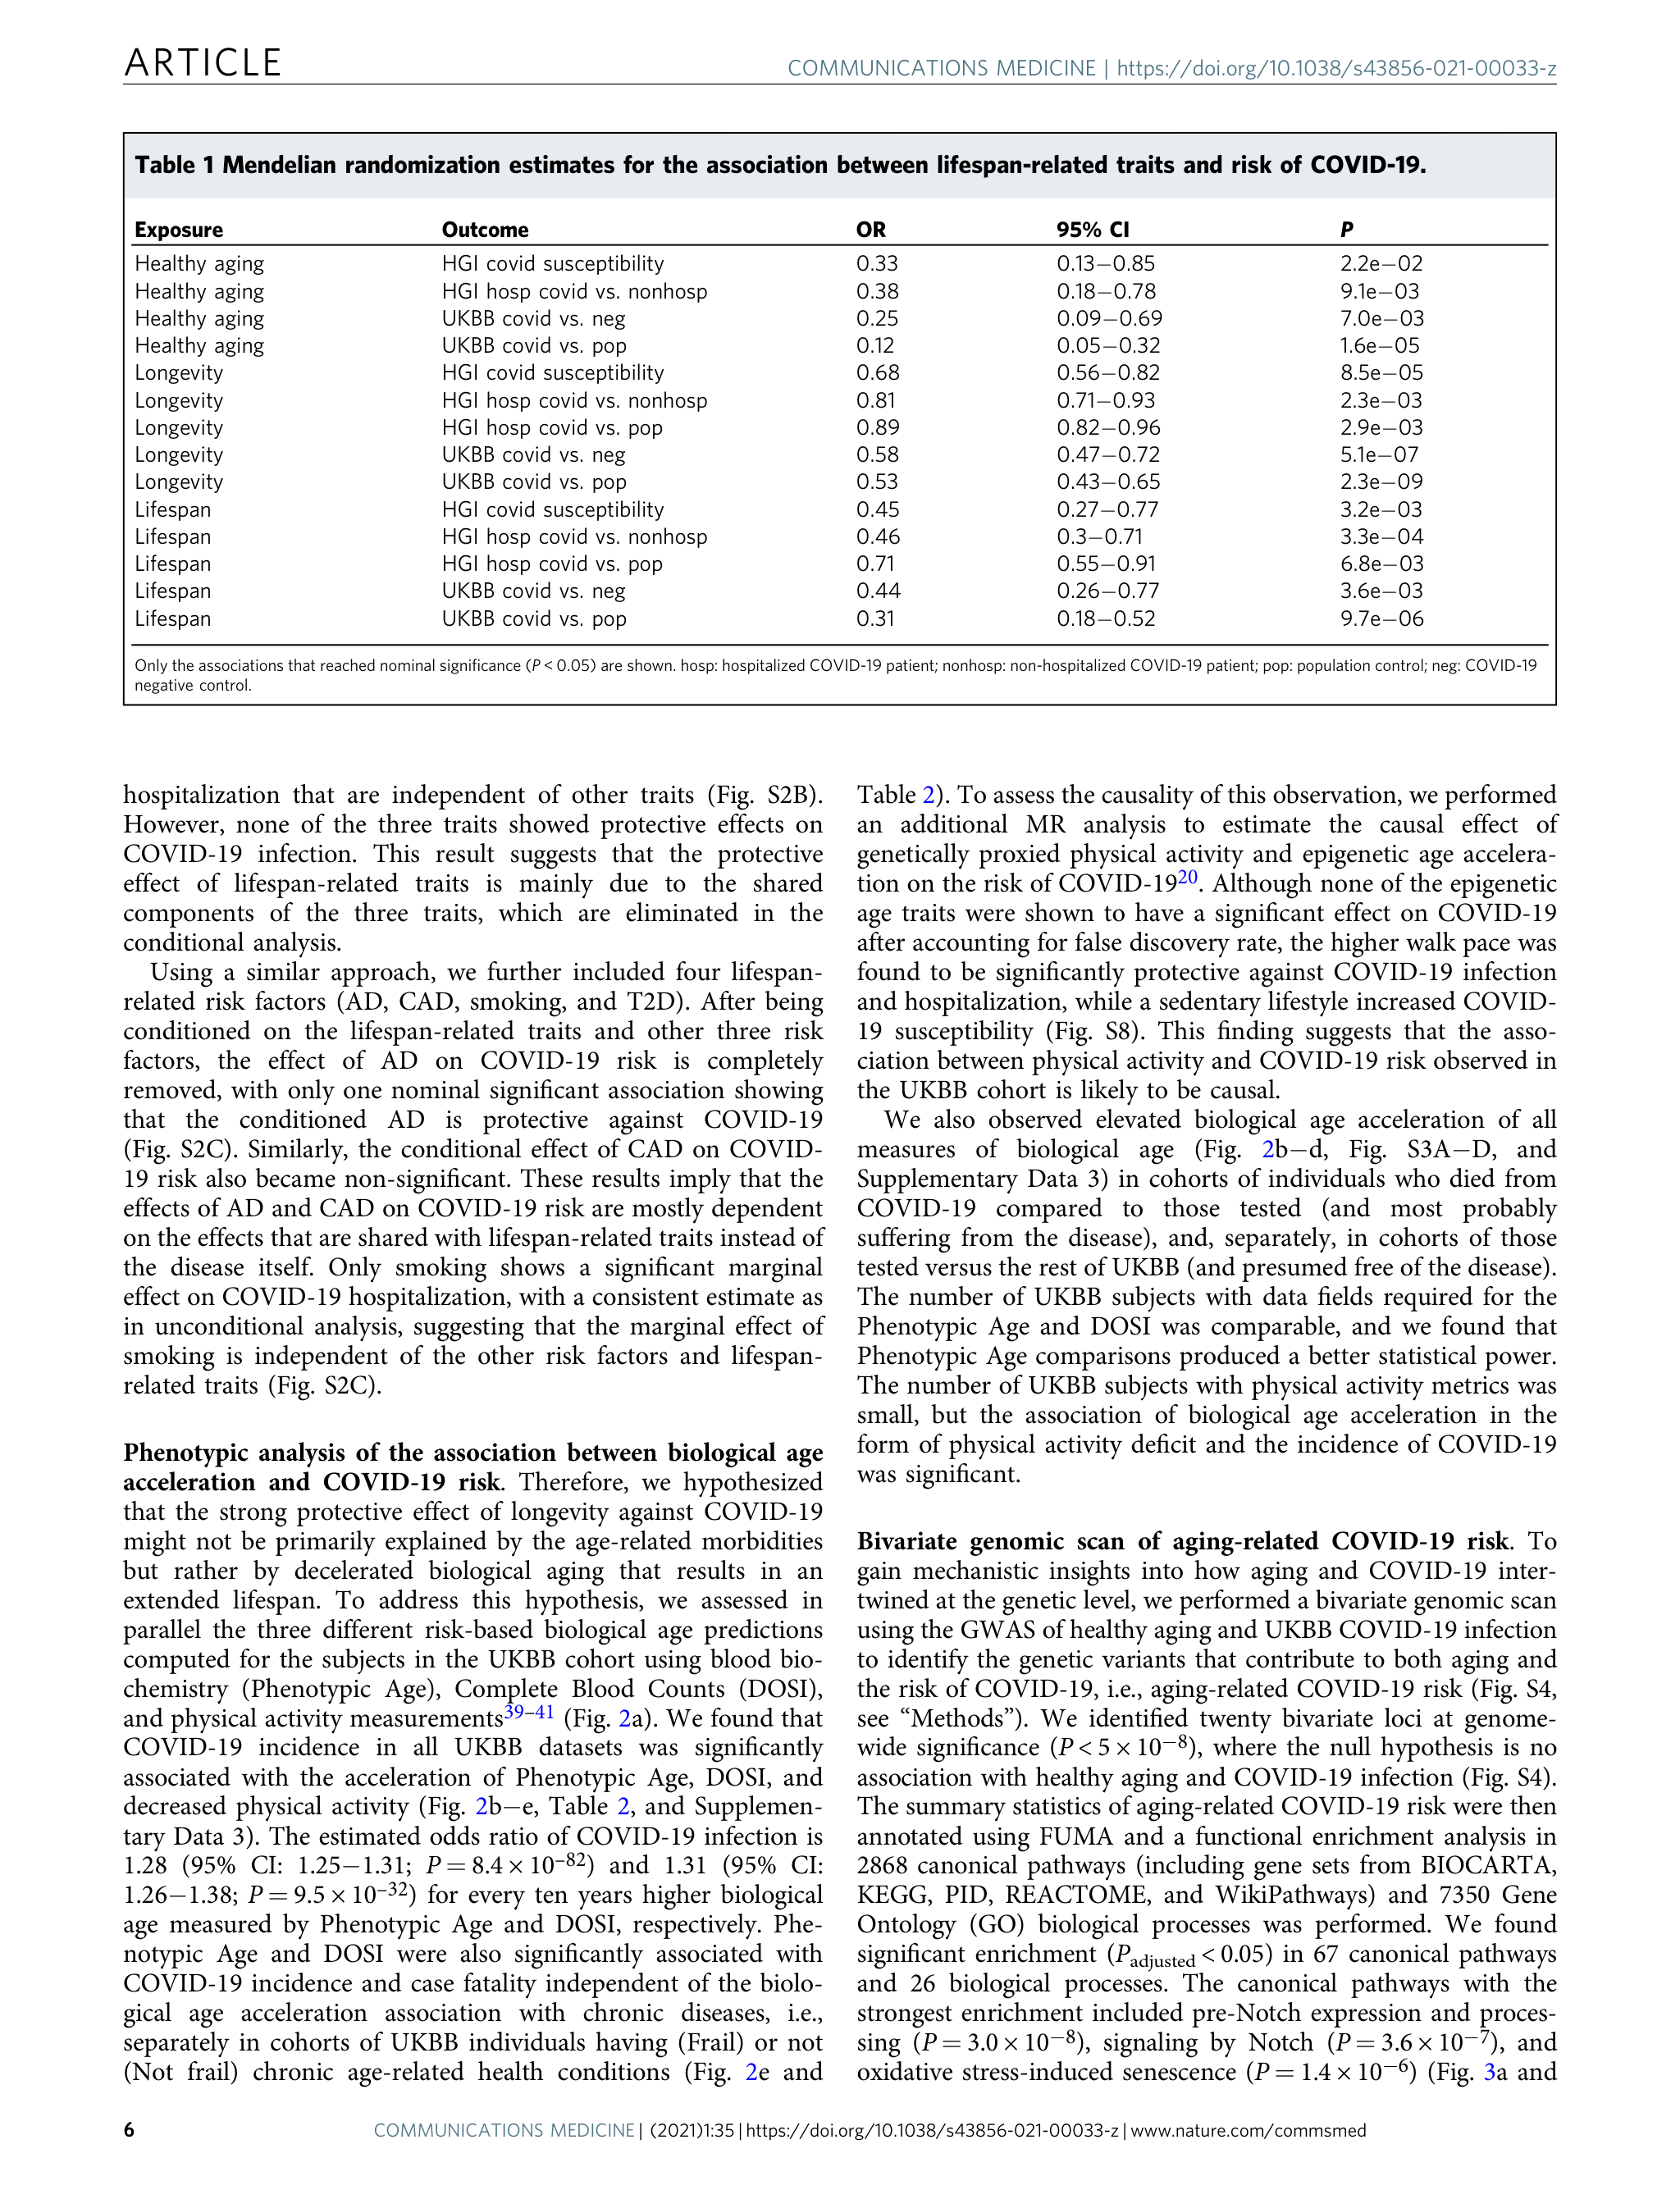 ARTICLE
COMMUNICATIONS MEDICINE | https://doi.org/10.1038/s43856-021-00033-z
Table 1 Mendelian randomization estimates for the association between lifespan-related traits and risk of COVID-19.
Exposure Outcome OR 95% CI P
Healthy aging HGI covid susceptibility 0.33 0.13–0.85 2.2e−02
Healthy aging HGI hosp covid vs. nonhosp 0.38 0.18–0.78 9.1e−03
Healthy aging UKBB covid vs. neg 0.25 0.09–0.69 7.0e−03
Healthy aging UKBB covid vs. pop 0.12 0.05–0.32 1.6e−05
Longevity HGI covid susceptibility 0.68 0.56–0.82 8.5e−05
Longevity HGI hosp covid vs. nonhosp 0.81 0.71–0.93 2.3e−03
Longevity HGI hosp covid vs. pop 0.89 0.82–0.96 2.9e−03
Longevity UKBB covid vs. neg 0.58 0.47–0.72 5.1e−07
Longevity UKBB covid vs. pop 0.53 0.43–0.65 2.3e−09
Lifespan HGI covid susceptibility 0.45 0.27–0.77 3.2e−03
Lifespan HGI hosp covid vs. nonhosp 0.46 0.3–0.71 3.3e−04
Lifespan HGI hosp covid vs. pop 0.71 0.55–0.91 6.8e−03
Lifespan UKBB covid vs. neg 0.44 0.26–0.77 3.6e−03
Lifespan UKBB covid vs. pop 0.31 0.18–0.52 9.7e−06
Only the associations that reached nominal significance (P < 0.05) are shown. hosp: hospitalized COVID-19 patient; nonhosp: non-hospitalized COVID-19 patient; pop: population control; neg: COVID-19
negative control.
hospitalization that are independent of other traits (Fig. S2B).
However, none of the three traits showed protective effects on
COVID-19 infection. This result suggests that the protective
effect of lifespan-related traits is mainly due to the shared
components of the three traits, which are eliminated in the
conditional analysis.
Using a similar approach, we further included four lifespan-
related risk factors (AD, CAD, smoking, and T2D). After being
conditioned on the lifespan-related traits and other three risk
factors, the effect of AD on COVID-19 risk is completely
removed, with only one nominal significant association showing
that the conditioned AD is protective against COVID-19
(Fig. S2C). Similarly, the conditional effect of CAD on COVID-
19 risk also became non-significant. These results imply that the
effects of AD and CAD on COVID-19 risk are mostly dependent
on the effects that are shared with lifespan-related traits instead of
the disease itself. Only smoking shows a significant marginal
effect on COVID-19 hospitalization, with a consistent estimate as
in unconditional analysis, suggesting that the marginal effect of
smoking is independent of the other risk factors and lifespan-
related traits (Fig. S2C).
Phenotypic analysis of the association between biological age
acceleration and COVID-19 risk. Therefore, we hypothesized
that the strong protective effect of longevity against COVID-19
might not be primarily explained by the age-related morbidities
but rather by decelerated biological aging that results in an
extended lifespan. To address this hypothesis, we assessed in
parallel the three different risk-based biological age predictions
computed for the subjects in the UKBB cohort using blood bio-
chemistry (Phenotypic Age), Complete Blood Counts (DOSI),
and physical activity measurements39–41 (Fig. 2a). We found that
COVID-19 incidence in all UKBB datasets was significantly
associated with the acceleration of Phenotypic Age, DOSI, and
decreased physical activity (Fig. 2b–e, Table 2, and Supplemen-
tary Data 3). The estimated odds ratio of COVID-19 infection is
1.28 (95% CI: 1.25–1.31; P = 8.4 × 10–82) and 1.31 (95% CI:
1.26–1.38; P = 9.5 × 10–32) for every ten years higher biological
age measured by Phenotypic Age and DOSI, respectively. Phe-
notypic Age and DOSI were also significantly associated with
COVID-19 incidence and case fatality independent of the biolo-
gical age acceleration association with chronic diseases, i.e.,
separately in cohorts of UKBB individuals having (Frail) or not
(Not frail) chronic age-related health conditions (Fig. 2e and
Table 2). To assess the causality of this observation, we performed
an additional MR analysis to estimate the causal effect of
genetically proxied physical activity and epigenetic age accelera-
tion on the risk of COVID-1920. Although none of the epigenetic
age traits were shown to have a significant effect on COVID-19
after accounting for false discovery rate, the higher walk pace was
found to be significantly protective against COVID-19 infection
and hospitalization, while a sedentary lifestyle increased COVID-
19 susceptibility (Fig. S8). This finding suggests that the asso-
ciation between physical activity and COVID-19 risk observed in
the UKBB cohort is likely to be causal.
We also observed elevated biological age acceleration of all
measures of biological age (Fig. 2b–d, Fig. S3A–D, and
Supplementary Data 3) in cohorts of individuals who died from
COVID-19 compared to those tested (and most probably
suffering from the disease), and, separately, in cohorts of those
tested versus the rest of UKBB (and presumed free of the disease).
The number of UKBB subjects with data fields required for the
Phenotypic Age and DOSI was comparable, and we found that
Phenotypic Age comparisons produced a better statistical power.
The number of UKBB subjects with physical activity metrics was
small, but the association of biological age acceleration in the
form of physical activity deficit and the incidence of COVID-19
was significant.
Bivariate genomic scan of aging-related COVID-19 risk. To
gain mechanistic insights into how aging and COVID-19 inter-
twined at the genetic level, we performed a bivariate genomic scan
using the GWAS of healthy aging and UKBB COVID-19 infection
to identify the genetic variants that contribute to both aging and
the risk of COVID-19, i.e., aging-related COVID-19 risk (Fig. S4,
see “Methods”). We identified twenty bivariate loci at genome-
wide significance (P < 5 × 10−8), where the null hypothesis is no
association with healthy aging and COVID-19 infection (Fig. S4).
The summary statistics of aging-related COVID-19 risk were then
annotated using FUMA and a functional enrichment analysis in
2868 canonical pathways (including gene sets from BIOCARTA,
KEGG, PID, REACTOME, and WikiPathways) and 7350 Gene
Ontology (GO) biological processes was performed. We found
significant enrichment (Padjusted < 0.05) in 67 canonical pathways
and 26 biological processes. The canonical pathways with the
strongest enrichment included pre-Notch expression and proces-
sing (P = 3.0 × 10−8), signaling by Notch (P = 3.6 × 10−7), and
oxidative stress-induced senescence (P = 1.4 × 10−6) (Fig. 3a and
6
COMMUNICATIONS MEDICINE | (2021)1:35 | https://doi.org/10.1038/s43856-021-00033-z | www.nature.com/commsmed